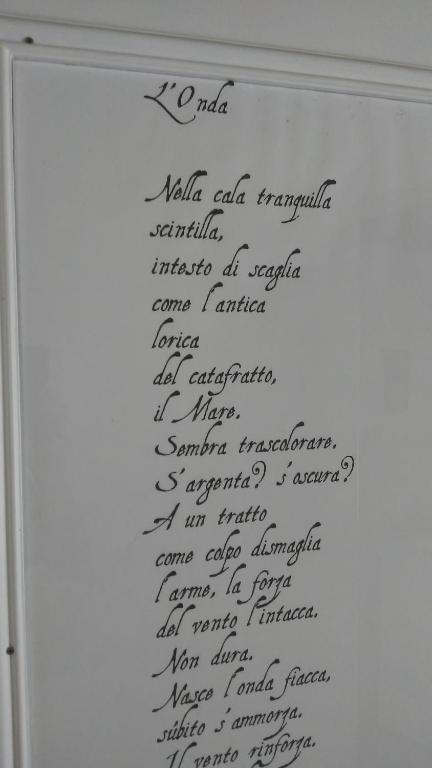 L'Onda
Nella cala tranquilla
scintilla,
intesto di scaglia
come l'antica
lorica
del catafratto,
il Mare.
Sembra trascolorare.
S'argenta? s'oscura?
A un tratto
come colpo dismaglia
l'arme, la forza
del vento l'intacca.
Non dura.
Nasce l'onda fiacca,
súbito s'ammorza.
Il vento rinforza.